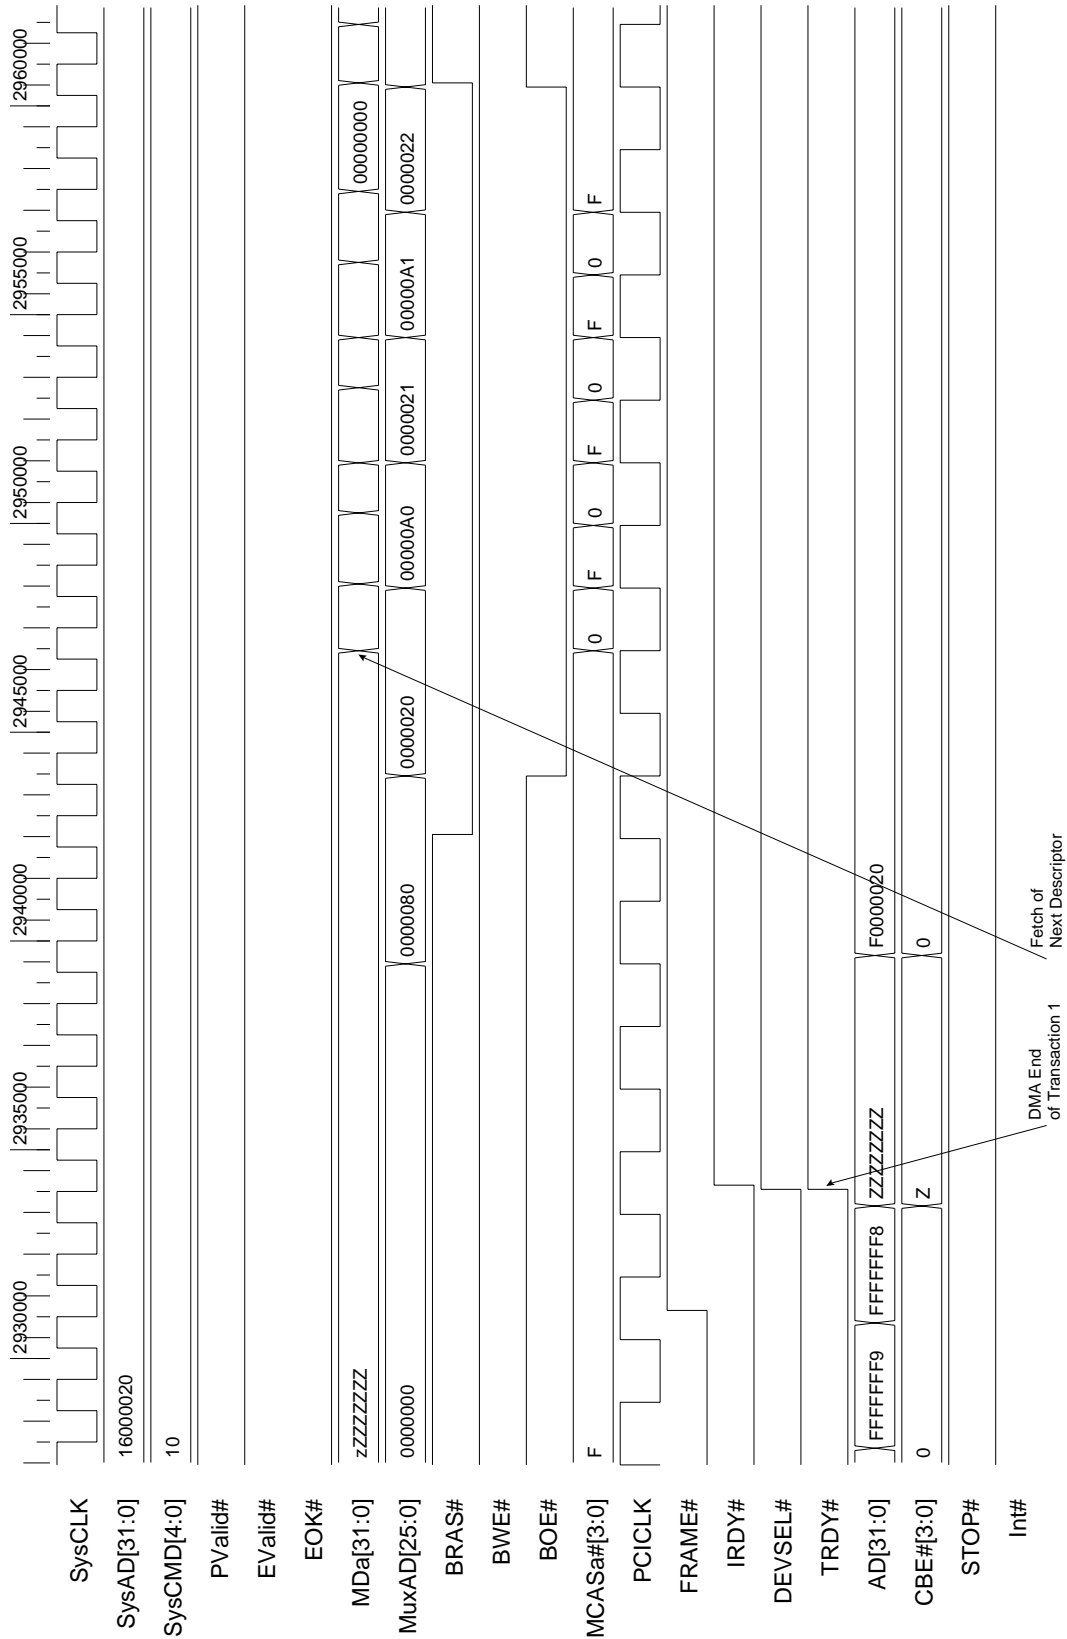 2930000 2935000 2940000 2945000 2950000 2955000 2960000
SysCLK
SysAD[31:0] 16000020
SysCMD[4:0] 10
PValid#
EValid#
EOK#
MDa[31:0] zZZZZZZZ 00000000
MuxAD[25:0] 0000000 0000080 0000020 00000A0 0000021 00000A1 0000022
BRAS#
BWE#
BOE#
MCASa#[3:0] F 0 F 0 F 0 F 0 F
PCICLK
FRAME#
IRDY#
DEVSEL#
TRDY#
AD[31:0] FFFFFFF9 FFFFFFF8 ZZZZZZZZ F0000020
CBE#[3:0] 0 Z 0
STOP#
Int#
DMA End
of Transaction 1
Fetch of
Next Descriptor